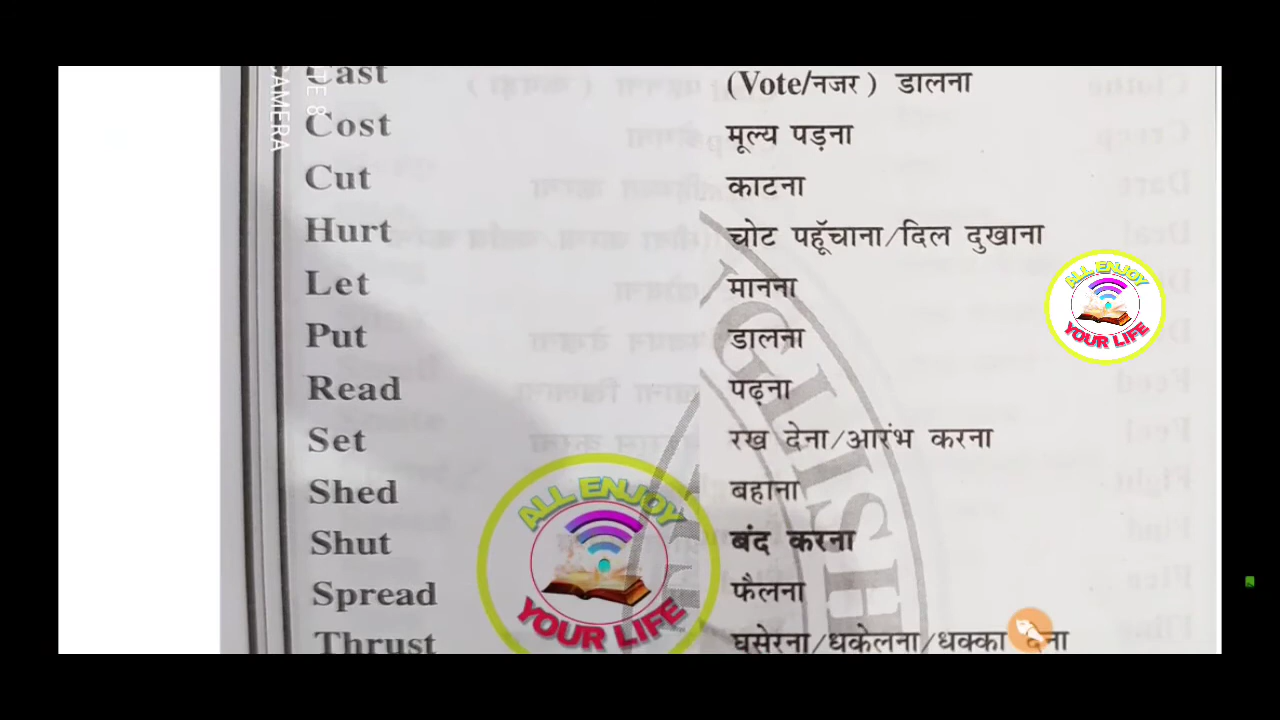 Cast (Vote/नजर ) डालना
Cost मूल्य पड़ना
Cut काटना
Hurt चोट पहूॅचाना/दिल दुखाना
Let मानना
Put डालना
Read पढ़ना
Set रख देना/आरंभ करना
Shed बहाना
Shut बंद करना
Spread फैलना
Thrust घुसेरना/धकेलना/धक्का देना
ALL ENJOY
YOUR LIFE
ALL ENJOY
YOUR LIFE
GLISH
CAMERA